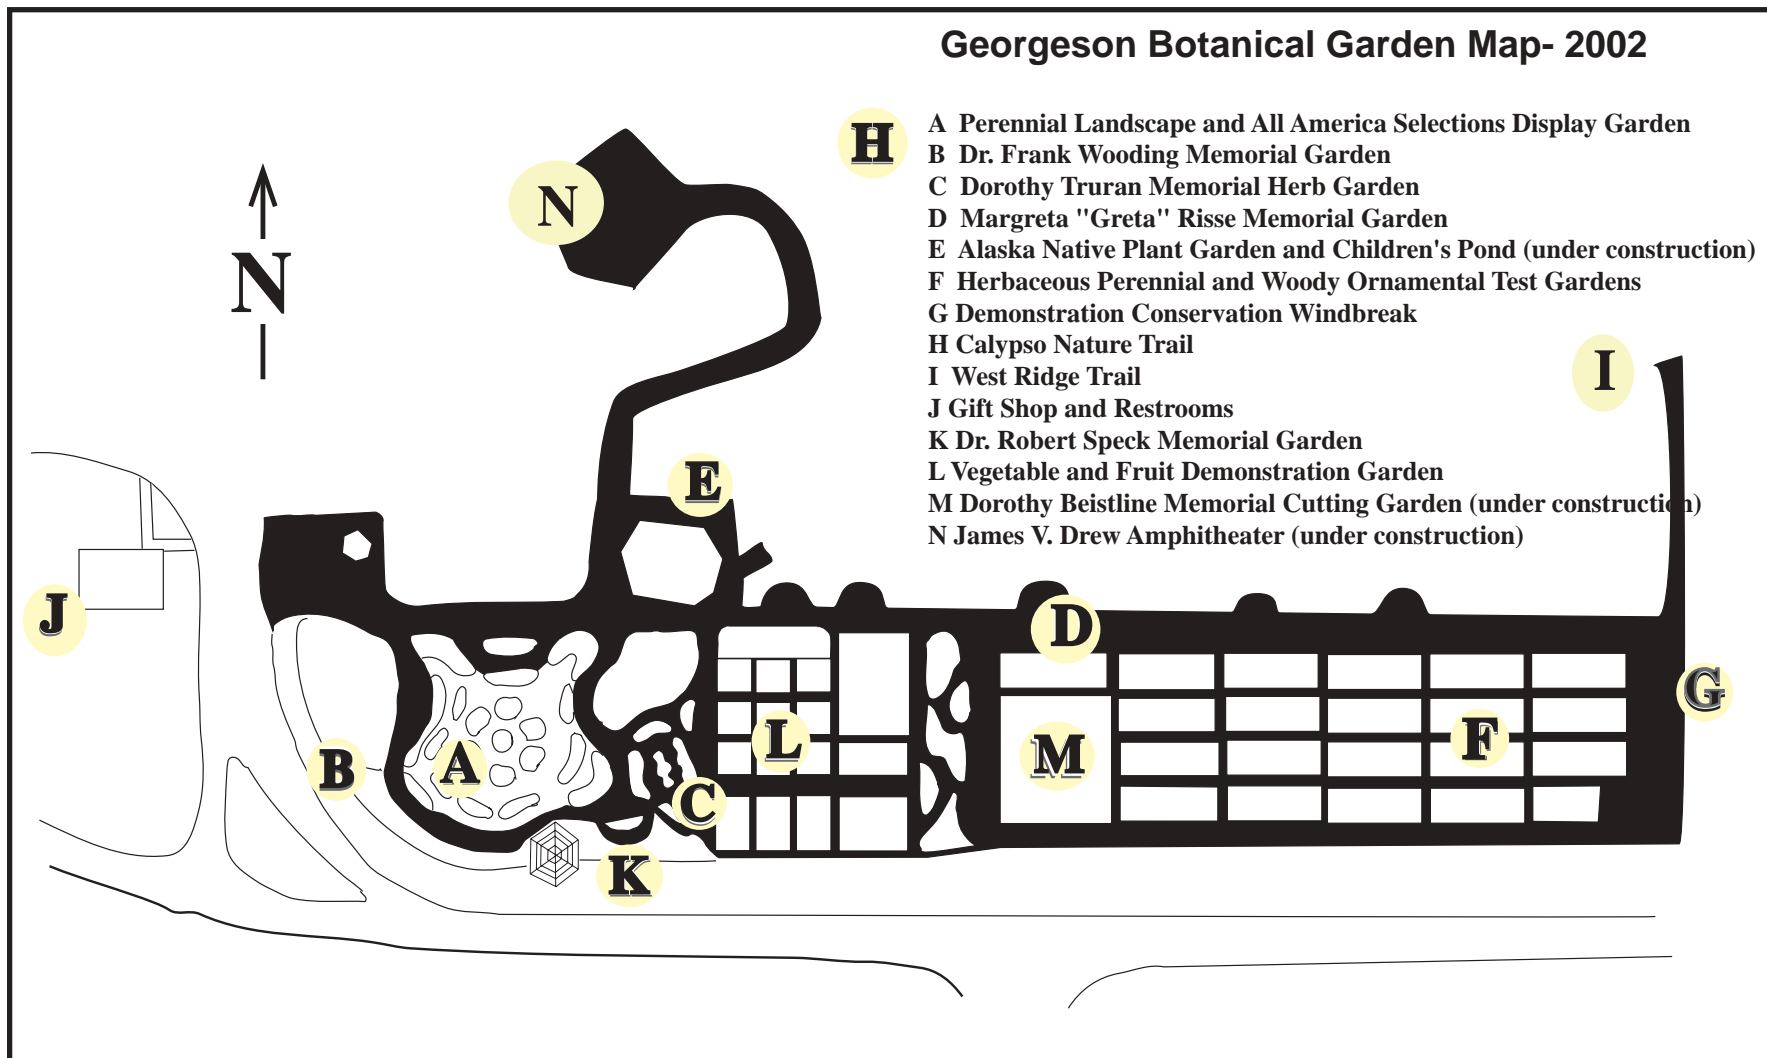 Georgeson Botanical Garden Map- 2002
H
A Perennial Landscape and All America Selections Display Garden
B Dr. Frank Wooding Memorial Garden
C Dorothy Truran Memorial Herb Garden
D Margreta "Greta" Risse Memorial Garden
E Alaska Native Plant Garden and Children's Pond (under construction)
F Herbaceous Perennial and Woody Ornamental Test Gardens
G Demonstration Conservation Windbreak
H Calypso Nature Trail
I West Ridge Trail
J Gift Shop and Restrooms
K Dr. Robert Speck Memorial Garden
L Vegetable and Fruit Demonstration Garden
M Dorothy Beistline Memorial Cutting Garden (under construction)
N James V. Drew Amphitheater (under construction)
N
N
I
E
J
D
G
B
A
C
L
M
F
K